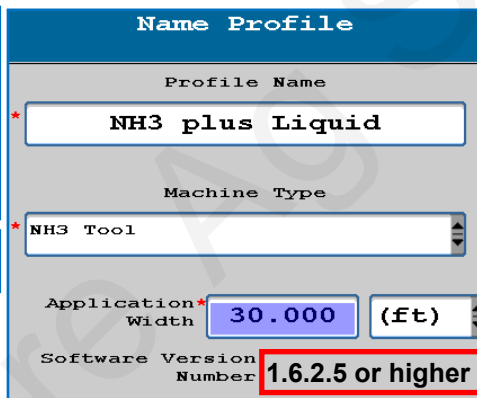 Name Profile
Profile Name
* NH3 plus Liquid
Machine Type
* NH3 Tool
Application*
Width 30.000 (ft)
Software Version
Number 1.6.2.5 or higher